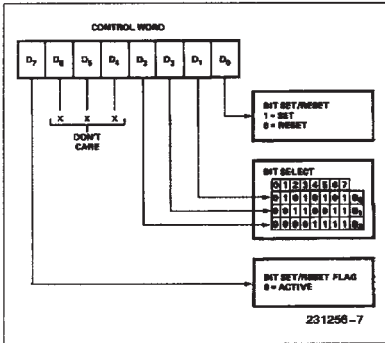 CONTROL WORD
D7 D6 D5 D4 D3 D2 D1 D0
X X X
DON'T
CARE
BIT SET/RESET
1 = SET
0 = RESET
BIT SELECT
0 1 2 3 4 5 6 7
0 1 0 1 0 1 0 1 B0
0 0 1 1 0 0 1 1 B1
0 0 0 0 1 1 1 1 B2
BIT SET/RESET FLAG
0 = ACTIVE
231256-7